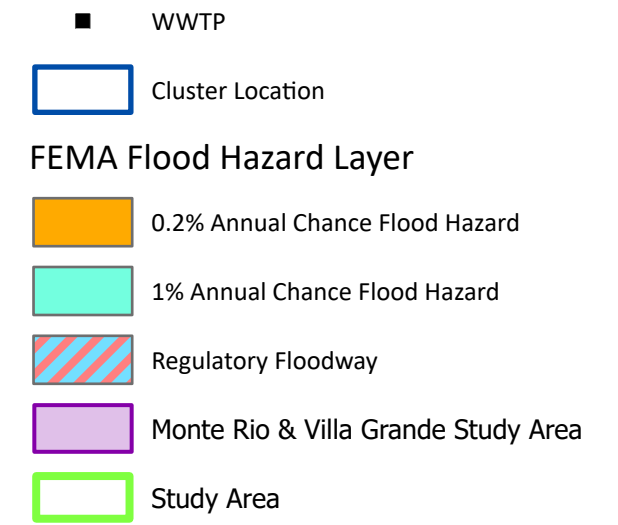 WWTP
Cluster Location
FEMA Flood Hazard Layer
0.2% Annual Chance Flood Hazard
1% Annual Chance Flood Hazard
Regulatory Floodway
Monte Rio & Villa Grande Study Area
Study Area